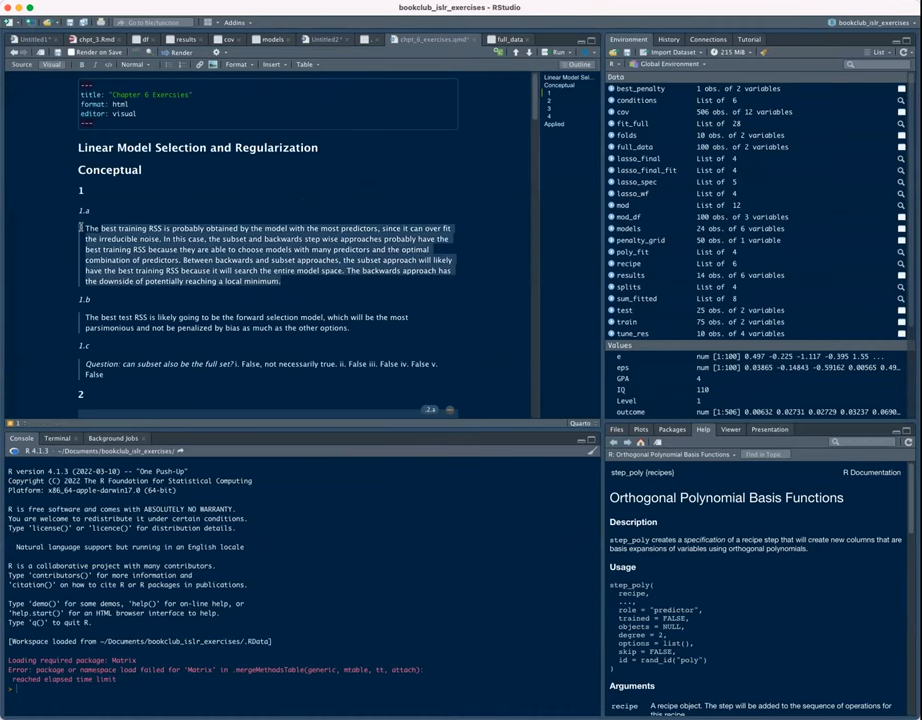 bookclub_islr_exercises - RStudio
Go to file/function
Addins
bookclub_islr_exercises
Untitled1*
chpt_3.Rmd
df
results
cov
models
Untitled2*
chpt_6_exercises.qmd*
full_data
Render on Save
Render
Run
Source
Visual
B
I
Normal
Format
Insert
Table
Outline
---
title: "Chapter 6 Exercsies"
format: html
editor: visual
---
Linear Model Selection and Regularization
Conceptual
1
1.a
The best training RSS is probably obtained by the model with the most predictors, since it can over fit
the irreducible noise. In this case, the subset and backwards step wise approaches probably have the
best training RSS because they are able to choose models with many predictors and the optimal
combination of predictors. Between backwards and subset approaches, the subset approach will likely
have the best training RSS because it will search the entire model space. The backwards approach has
the downside of potentially reaching a local minimum.
1.b
The best test RSS is likely going to be the forward selection model, which will be the most
parsimonious and not be penalized by bias as much as the other options.
1.c
Question: can subset also be the full set? i. False, not necessarily true. ii. False iii. False iv. False v.
False
2
.2.a
Linear Model Sel...
Conceptual
1
2
3
4
Applied
1
Quarto
Console
Terminal
Background Jobs
R 4.1.3 · ~/Documents/bookclub_islr_exercises/
R version 4.1.3 (2022-03-10) -- "One Push-Up"
Copyright (C) 2022 The R Foundation for Statistical Computing
Platform: x86_64-apple-darwin17.0 (64-bit)
R is free software and comes with ABSOLUTELY NO WARRANTY.
You are welcome to redistribute it under certain conditions.
Type 'license()' or 'licence()' for distribution details.
Natural language support but running in an English locale
R is a collaborative project with many contributors.
Type 'contributors()' for more information and
'citation()' on how to cite R or R packages in publications.
Type 'demo()' for some demos, 'help()' for on-line help, or
'help.start()' for an HTML browser interface to help.
Type 'q()' to quit R.
[Workspace loaded from ~/Documents/bookclub_islr_exercises/.RData]
Loading required package: Matrix
Error: package or namespace load failed for 'Matrix' in .mergeMethodsTable(generic, mtable, tt, attach):
reached elapsed time limit
>
Environment
History
Connections
Tutorial
Import Dataset
215 MiB
List
R
Global Environment
Data
best_penalty 1 obs. of 2 variables
conditions List of 6
cov 506 obs. of 12 variables
fit_full List of 28
folds 10 obs. of 2 variables
full_data 100 obs. of 2 variables
lasso_final List of 4
lasso_final_fit List of 4
lasso_spec List of 5
lasso_wf List of 4
mod List of 12
mod_df 100 obs. of 3 variables
models List of 4
penalty_grid 50 obs. of 1 variable
poly_fit List of 4
recipe List of 4
results 14 obs. of 6 variables
splits List of 4
sum_fitted List of 8
test 25 obs. of 2 variables
train 75 obs. of 2 variables
tune_res List of 4
Values
e num [1:100] 0.497 -0.225 -1.117 -0.395 1.55 ...
eps num [1:100] 0.03865 -0.14843 -0.59162 0.00565 0.49...
GPA 4
IQ 110
Level 1
outcome num [1:506] 0.00632 0.02731 0.02729 0.03237 0.0690...
Files
Plots
Packages
Help
Viewer
Presentation
R: Orthogonal Polynomial Basis Functions
Find in Topic
step_poly {recipes}
R Documentation
Orthogonal Polynomial Basis Functions
Description
step_poly creates a specification of a recipe step that will create new columns that are
basis expansions of variables using orthogonal polynomials.
Usage
step_poly(
recipe,
...,
role = "predictor",
trained = FALSE,
objects = NULL,
degree = 2,
options = list(),
skip = FALSE,
id = rand_id("poly")
)
Arguments
recipe A recipe object. The step will be added to the sequence of operations for
this recipe.